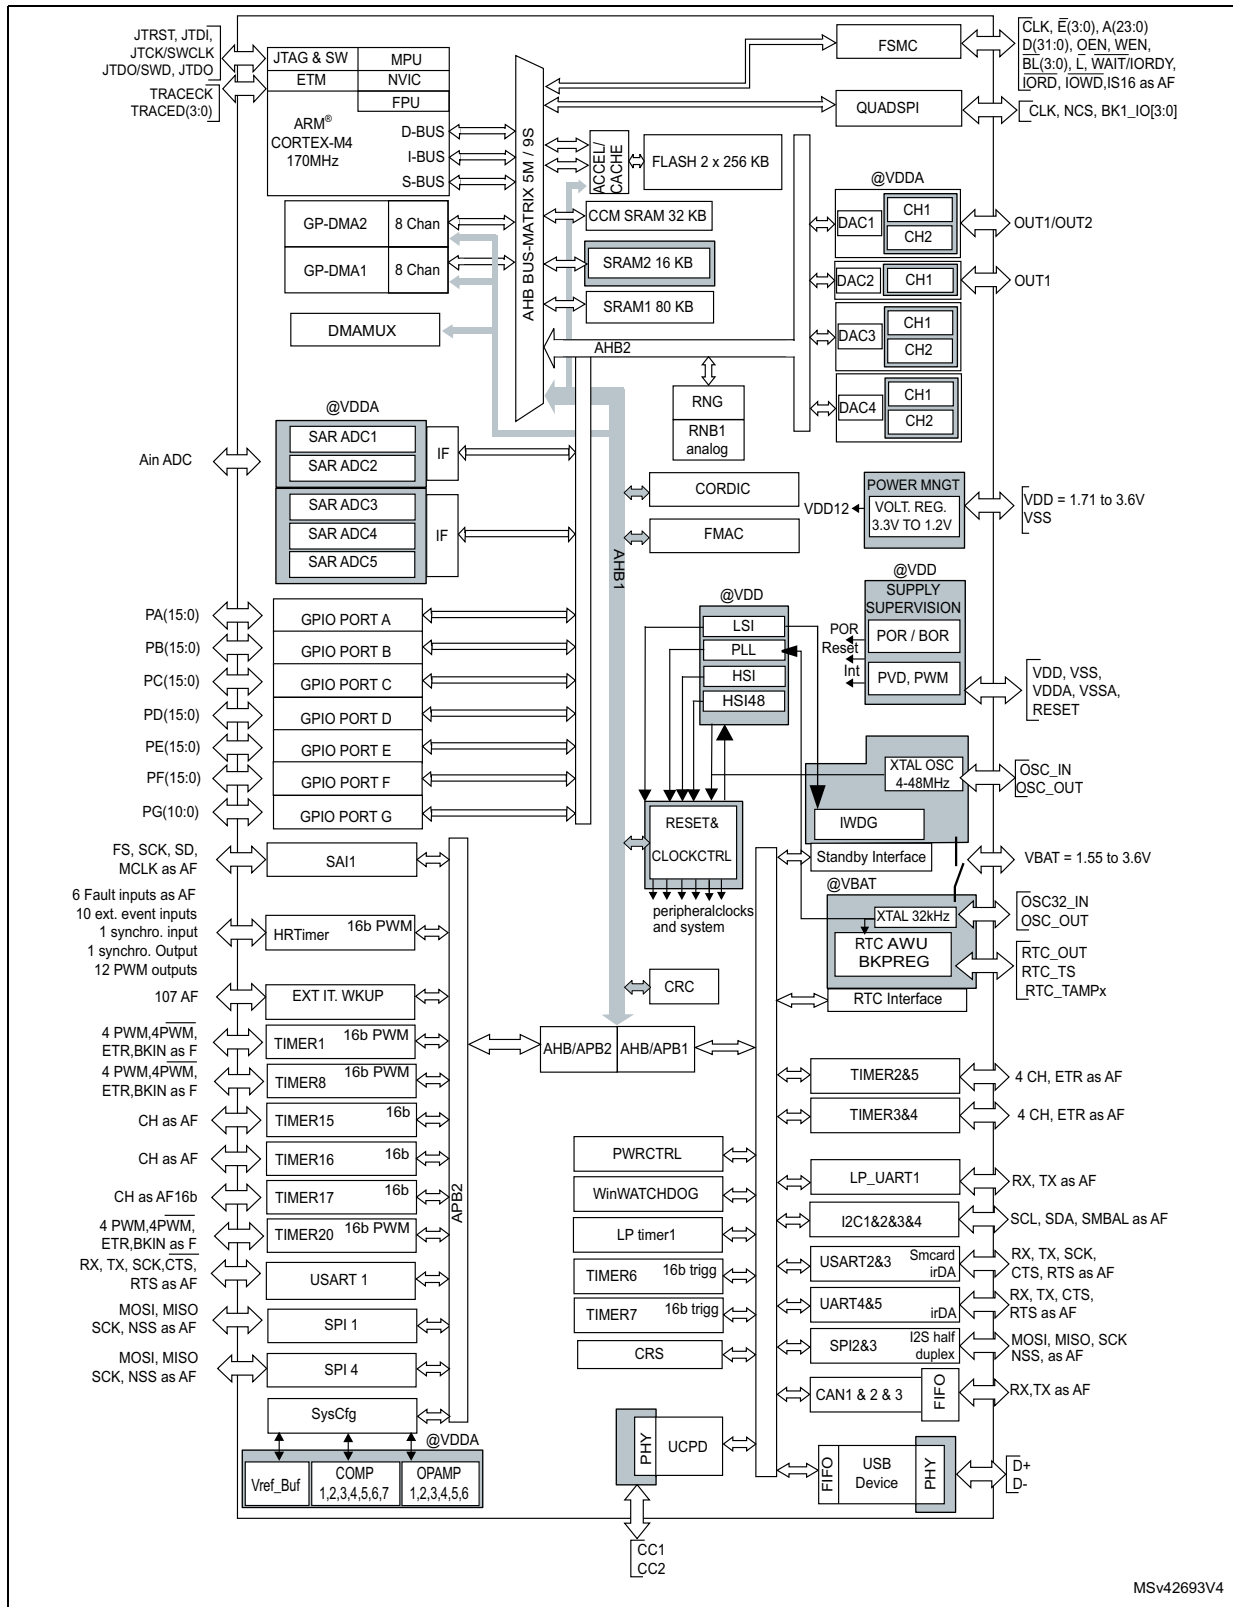 JTRST, JTDI,
JTCK/SWCLK
JTDO/SWD, JTDO
TRACECK
TRACED(3:0)
JTAG & SW
MPU
ETM
NVIC
FPU
ARM®
CORTEX-M4
170MHz
D-BUS
I-BUS
S-BUS
GP-DMA2
8 Chan
GP-DMA1
8 Chan
DMAMUX
AHB BUS-MATRIX 5M / 9S
ACCEL/
CACHE
FLASH 2 x 256 KB
CCM SRAM 32 KB
SRAM2 16 KB
SRAM1 80 KB
AHB2
FSMC
CLK, E(3:0), A(23:0)
D(31:0), OEN, WEN,
BL(3:0), L, WAIT/IORDY,
IORD, IOWD,IS16 as AF
QUADSPI
CLK, NCS, BK1_IO[3:0]
@VDDA
DAC1
CH1
CH2
OUT1/OUT2
DAC2
CH1
OUT1
DAC3
CH1
CH2
DAC4
CH1
CH2
RNG
RNB1
analog
@VDDA
SAR ADC1
SAR ADC2
IF
Ain ADC
SAR ADC3
SAR ADC4
SAR ADC5
IF
CORDIC
FMAC
AHB1
POWER MNGT
VDD12
VOLT. REG.
3.3V TO 1.2V
VDD = 1.71 to 3.6V
VSS
@VDD
SUPPLY
SUPERVISION
POR / BOR
PVD, PWM
POR
Reset
Int
VDD, VSS,
VDDA, VSSA,
RESET
@VDD
LSI
PLL
HSI
HSI48
PA(15:0)
GPIO PORT A
PB(15:0)
GPIO PORT B
PC(15:0)
GPIO PORT C
PD(15:0)
GPIO PORT D
PE(15:0)
GPIO PORT E
PF(15:0)
GPIO PORT F
PG(10:0)
GPIO PORT G
XTAL OSC
4-48MHz
OSC_IN
OSC_OUT
IWDG
RESET&
CLOCKCTRL
peripheralclocks
and system
Standby Interface
VBAT = 1.55 to 3.6V
@VBAT
XTAL 32kHz
OSC32_IN
OSC_OUT
RTC AWU
BKPREG
RTC_OUT
RTC_TS
RTC_TAMPx
RTC Interface
FS, SCK, SD,
MCLK as AF
SAI1
6 Fault inputs as AF
10 ext. event inputs
1 synchro. input
1 synchro. Output
12 PWM outputs
HRTimer
16b PWM
107 AF
EXT IT. WKUP
4 PWM,4PWM,
ETR,BKIN as F
TIMER1
16b PWM
4 PWM,4PWM,
ETR,BKIN as F
TIMER8
16b PWM
CH as AF
TIMER15
16b
CH as AF
TIMER16
16b
CH as AF16b
TIMER17
16b
4 PWM,4PWM,
ETR,BKIN as F
TIMER20
16b PWM
RX, TX, SCK,CTS,
RTS as AF
USART 1
MOSI, MISO
SCK, NSS as AF
SPI 1
MOSI, MISO
SCK, NSS as AF
SPI 4
SysCfg
@VDDA
Vref_Buf
COMP
1,2,3,4,5,6,7
OPAMP
1,2,3,4,5,6
APB2
CRC
AHB/APB2
AHB/APB1
PWRCTRL
WinWATCHDOG
LP timer1
TIMER6
16b trigg
TIMER7
16b trigg
CRS
PHY
UCPD
CC1
CC2
TIMER2&5
4 CH, ETR as AF
TIMER3&4
4 CH, ETR as AF
LP_UART1
RX, TX as AF
I2C1&2&3&4
SCL, SDA, SMBAL as AF
USART2&3
Smcard
irDA
RX, TX, SCK,
CTS, RTS as AF
UART4&5
irDA
RX, TX, CTS,
RTS as AF
SPI2&3
I2S half
duplex
MOSI, MISO, SCK
NSS, as AF
CAN1 & 2 & 3
FIFO
RX,TX as AF
FIFO
USB
Device
PHY
D+
D-
MSv42693V4